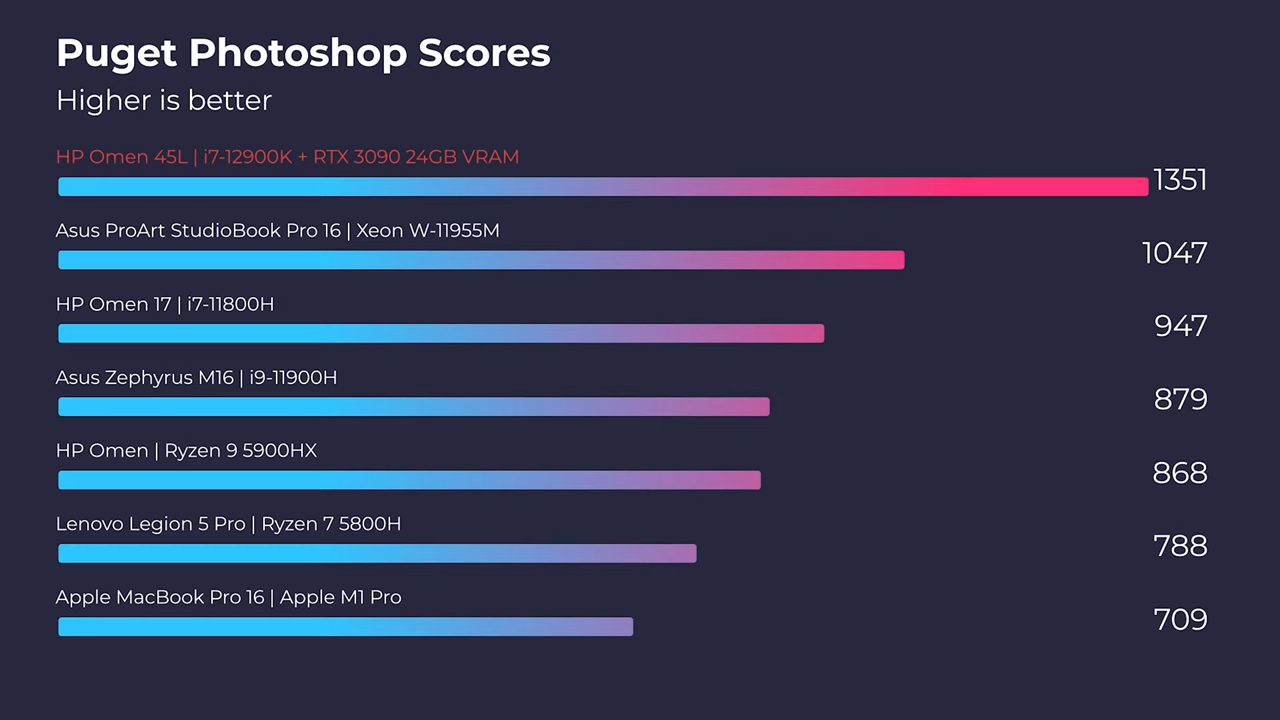 Puget Photoshop Scores
Higher is better
HP Omen 45L | i7-12900K + RTX 3090 24GB VRAM
1351
Asus ProArt StudioBook Pro 16 | Xeon W-11955M
1047
HP Omen 17 | i7-11800H
947
Asus Zephyrus M16 | i9-11900H
879
HP Omen | Ryzen 9 5900HX
868
Lenovo Legion 5 Pro | Ryzen 7 5800H
788
Apple MacBook Pro 16 | Apple M1 Pro
709